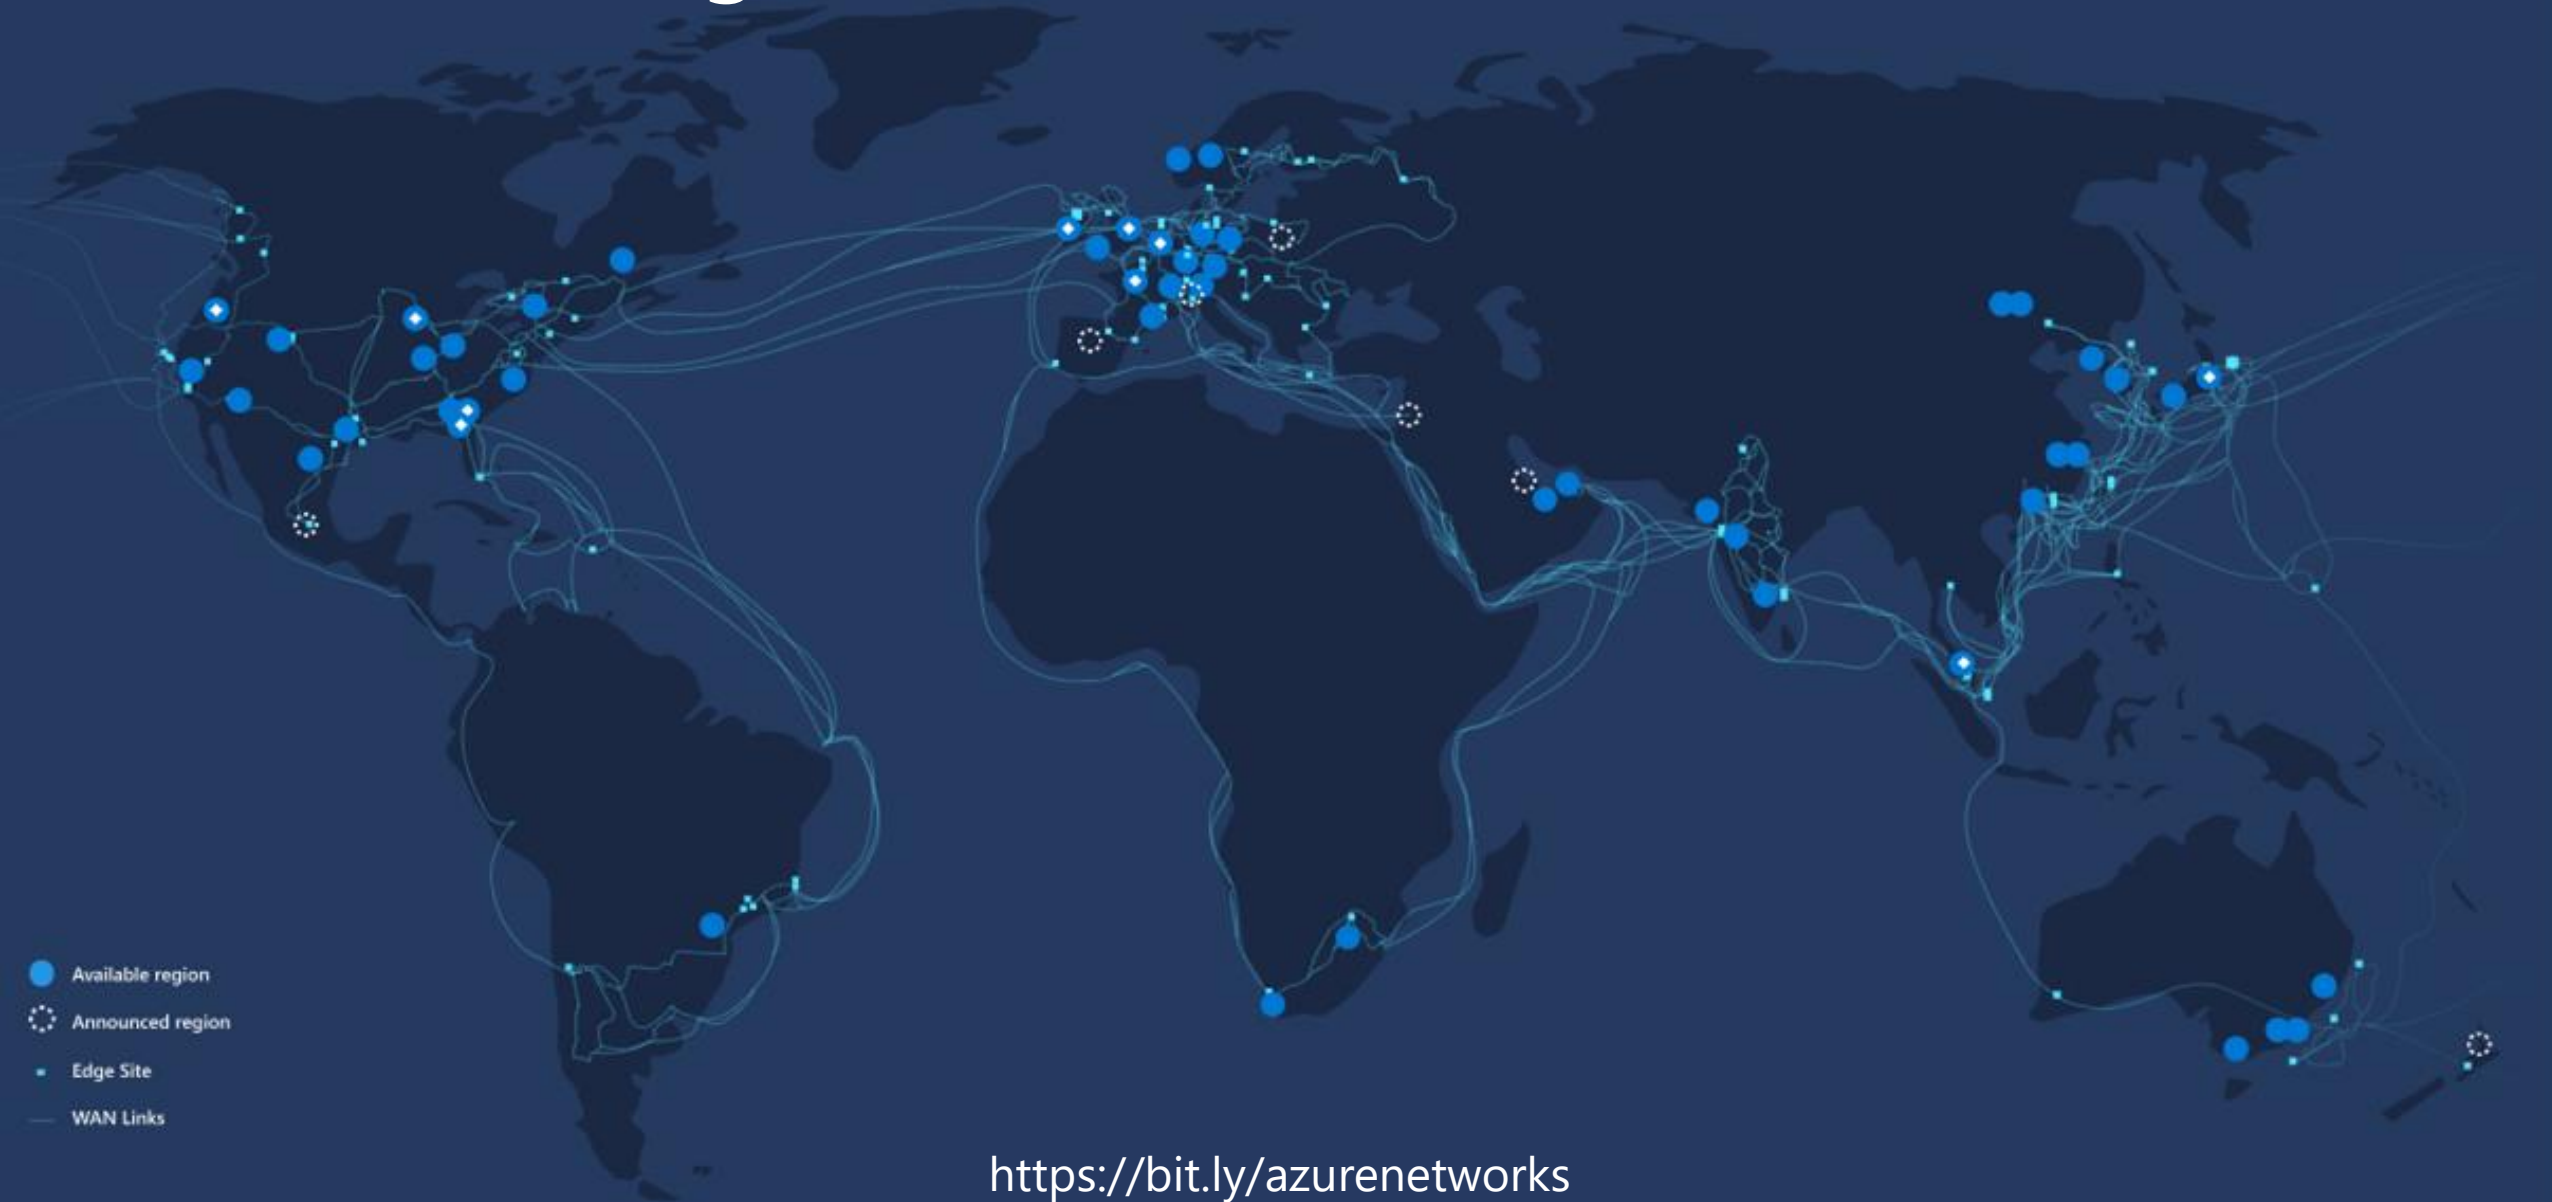 Available region
Announced region
Edge Site
WAN Links
https://bit.ly/azurenetworks